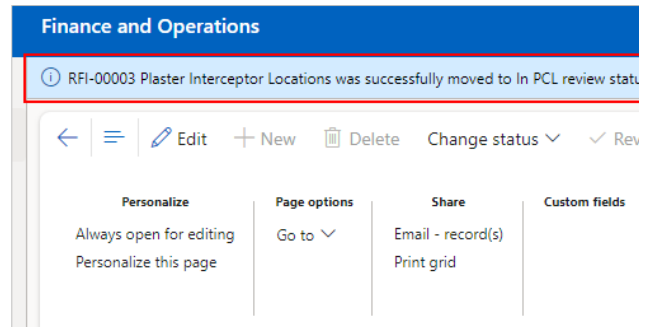 Finance and Operations
RFI-00003 Plaster Interceptor Locations was successfully moved to In PCL review
Edit New Delete Change status
Personalize Page options Share Custom fields
Always open for editing Go to Email - record(s)
Personalize this page Print grid